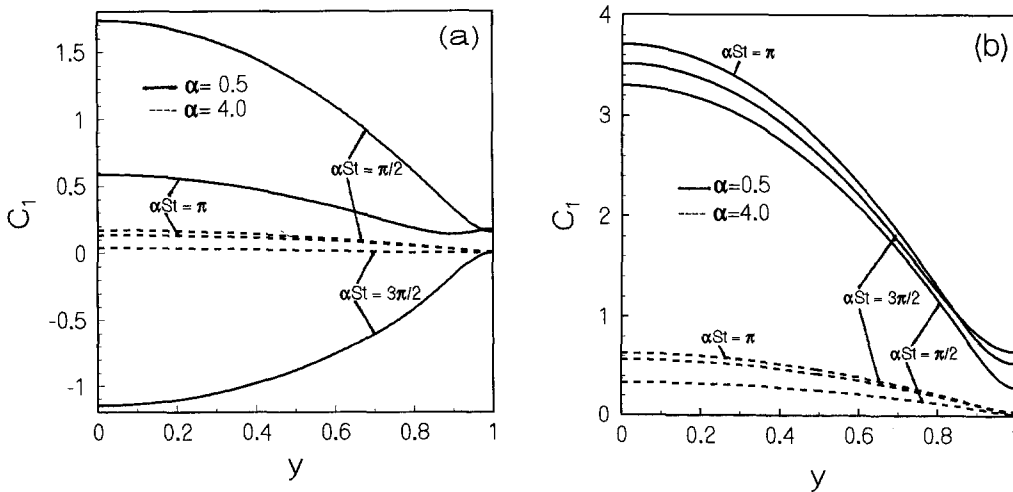 (a)
1.5
1
0.5
0
-0.5
-1
C₁
α= 0.5
α= 4.0
αSt = π/2
αSt = π
αSt = 3π/2
0 0.2 0.4 0.6 0.8 1
y
(b)
4
3
2
1
0
C₁
αSt = π
α=0.5
α=4.0
αSt = 3π/2
αSt = π
αSt = π/2
0 0.2 0.4 0.6 0.8 1
y